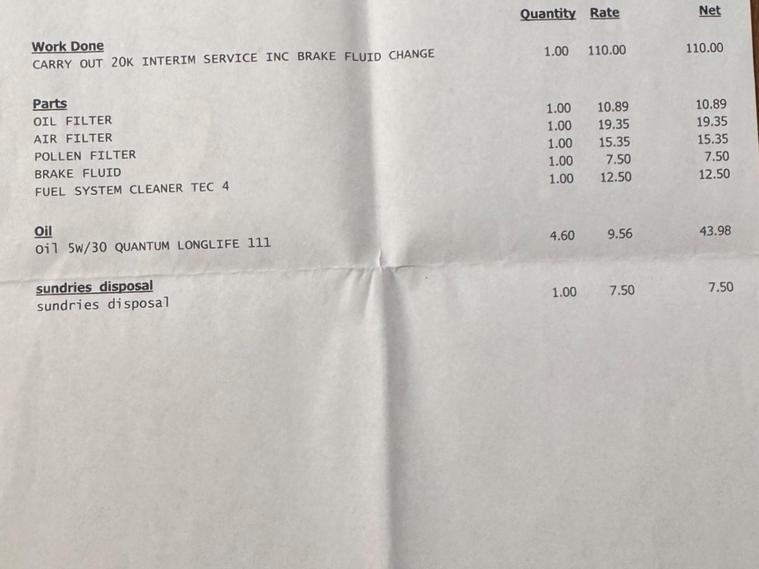 Quantity Rate Net
Work Done
CARRY OUT 20K INTERIM SERVICE INC BRAKE FLUID CHANGE 1.00 110.00 110.00
Parts
OIL FILTER 1.00 10.89 10.89
AIR FILTER 1.00 19.35 19.35
POLLEN FILTER 1.00 15.35 15.35
BRAKE FLUID 1.00 7.50 7.50
FUEL SYSTEM CLEANER TEC 4 1.00 12.50 12.50
Oil
Oil 5W/30 QUANTUM LONGLIFE 111 4.60 9.56 43.98
sundries disposal
sundries disposal 1.00 7.50 7.50